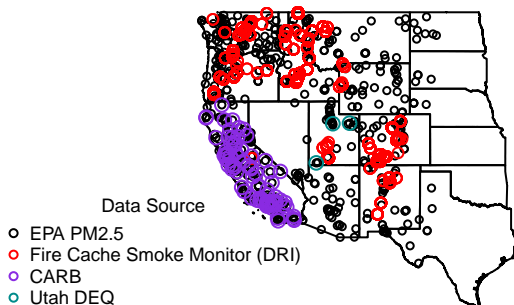 Data Source
EPA PM2.5
Fire Cache Smoke Monitor (DRI)
CARB
Utah DEQ